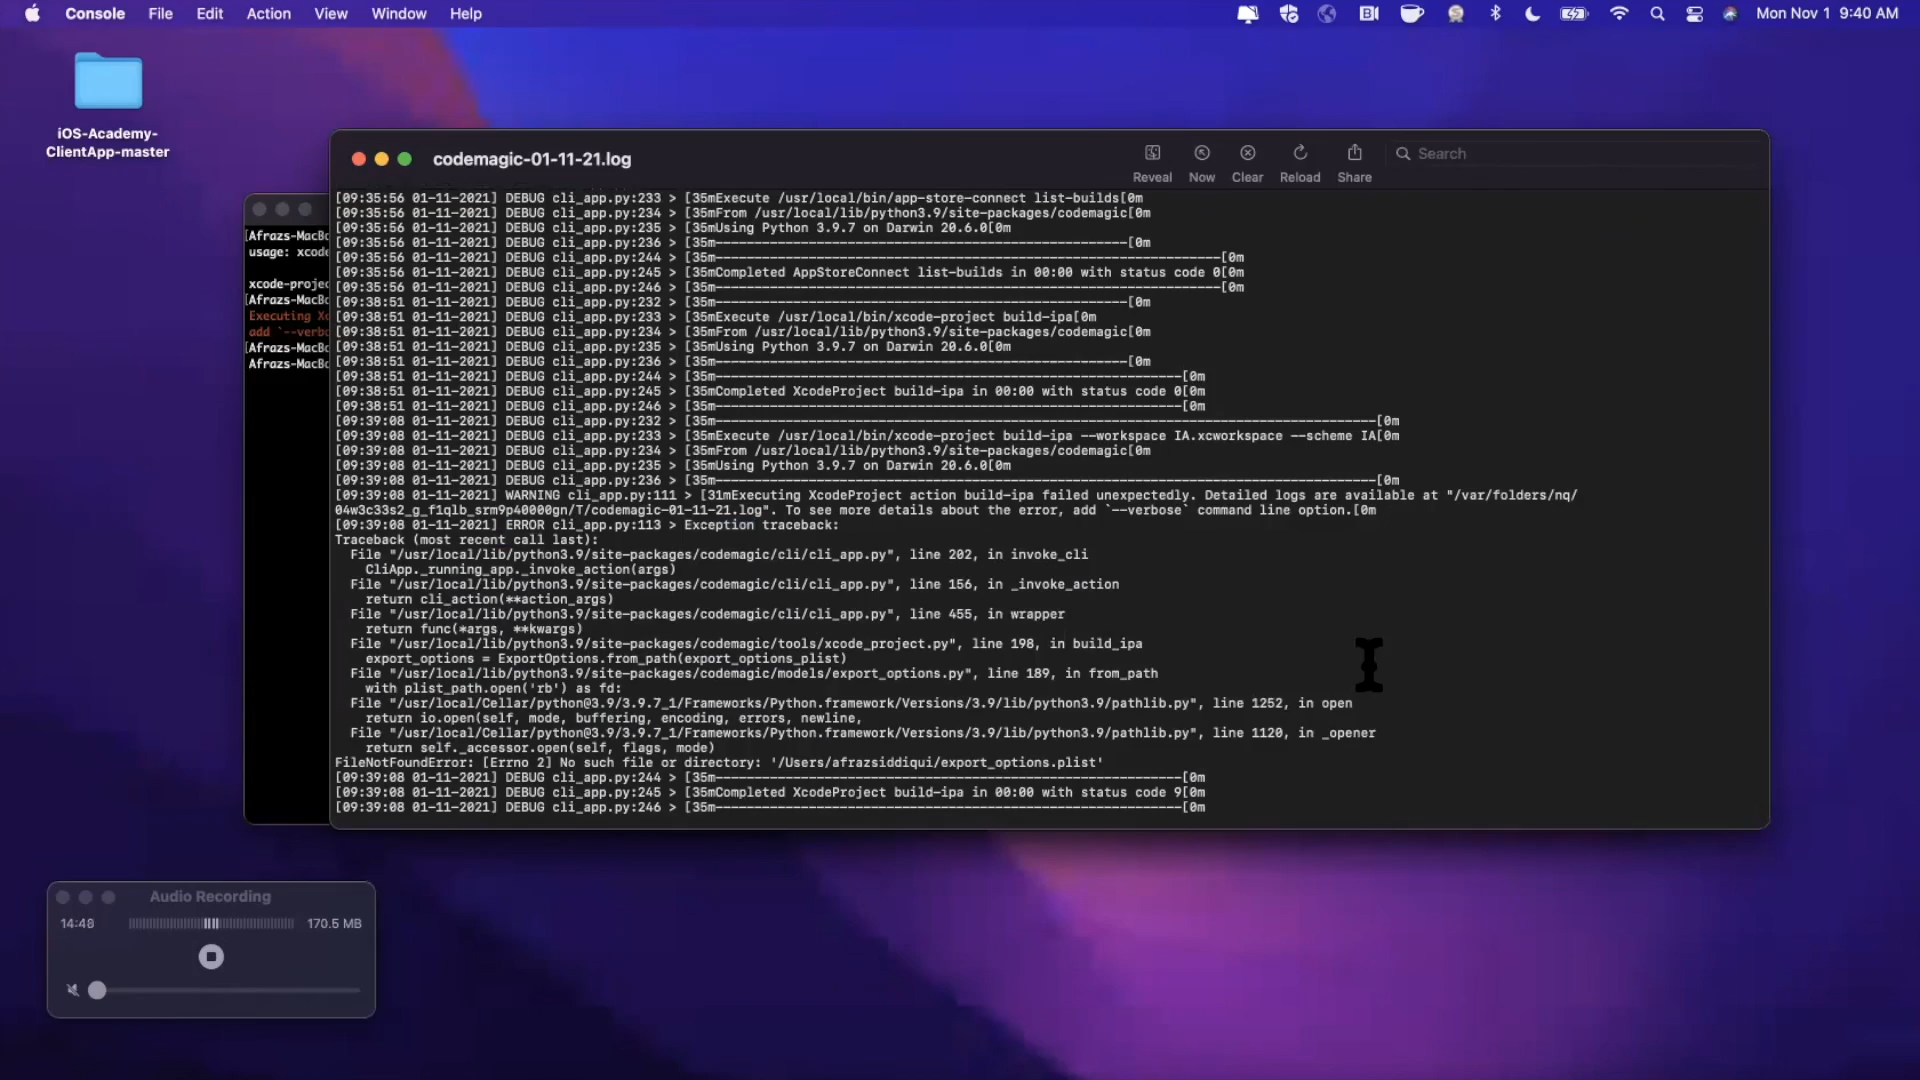 Console File Edit Action View Window Help
Mon Nov 1 9:40 AM
iOS-Academy-
ClientApp-master
codemagic-01-11-21.log
Reveal Now Clear Reload Share
Search
[Afrazs-MacBo
usage: xcode
xcode-projec
[Afrazs-MacBo
Executing Xc
add `--verbo
[Afrazs-MacBo
Afrazs-MacBo
[09:35:56 01-11-2021] DEBUG cli_app.py:233 > [35mExecute /usr/local/bin/app-store-connect list-builds[0m
[09:35:56 01-11-2021] DEBUG cli_app.py:234 > [35mFrom /usr/local/lib/python3.9/site-packages/codemagic[0m
[09:35:56 01-11-2021] DEBUG cli_app.py:235 > [35mUsing Python 3.9.7 on Darwin 20.6.0[0m
[09:35:56 01-11-2021] DEBUG cli_app.py:236 > [35m-----------------------------------------------------[0m
[09:35:56 01-11-2021] DEBUG cli_app.py:244 > [35m-----------------------------------------------------------------[0m
[09:35:56 01-11-2021] DEBUG cli_app.py:245 > [35mCompleted AppStoreConnect list-builds in 00:00 with status code 0[0m
[09:35:56 01-11-2021] DEBUG cli_app.py:246 > [35m-----------------------------------------------------------------[0m
[09:38:51 01-11-2021] DEBUG cli_app.py:232 > [35m-----------------------------------------------------[0m
[09:38:51 01-11-2021] DEBUG cli_app.py:233 > [35mExecute /usr/local/bin/xcode-project build-ipa[0m
[09:38:51 01-11-2021] DEBUG cli_app.py:234 > [35mFrom /usr/local/lib/python3.9/site-packages/codemagic[0m
[09:38:51 01-11-2021] DEBUG cli_app.py:235 > [35mUsing Python 3.9.7 on Darwin 20.6.0[0m
[09:38:51 01-11-2021] DEBUG cli_app.py:236 > [35m-----------------------------------------------------[0m
[09:38:51 01-11-2021] DEBUG cli_app.py:244 > [35m------------------------------------------------------------[0m
[09:38:51 01-11-2021] DEBUG cli_app.py:245 > [35mCompleted XcodeProject build-ipa in 00:00 with status code 0[0m
[09:38:51 01-11-2021] DEBUG cli_app.py:246 > [35m------------------------------------------------------------[0m
[09:39:08 01-11-2021] DEBUG cli_app.py:232 > [35m-------------------------------------------------------------------------------------[0m
[09:39:08 01-11-2021] DEBUG cli_app.py:233 > [35mExecute /usr/local/bin/xcode-project build-ipa --workspace IA.xcworkspace --scheme IA[0m
[09:39:08 01-11-2021] DEBUG cli_app.py:234 > [35mFrom /usr/local/lib/python3.9/site-packages/codemagic[0m
[09:39:08 01-11-2021] DEBUG cli_app.py:235 > [35mUsing Python 3.9.7 on Darwin 20.6.0[0m
[09:39:08 01-11-2021] DEBUG cli_app.py:236 > [35m-------------------------------------------------------------------------------------[0m
[09:39:08 01-11-2021] WARNING cli_app.py:111 > [31mExecuting XcodeProject action build-ipa failed unexpectedly. Detailed logs are available at "/var/folders/nq/
04w3c33s2_g_f1qlb_srm9p40000gn/T/codemagic-01-11-21.log". To see more details about the error, add `--verbose` command line option.[0m
[09:39:08 01-11-2021] ERROR cli_app.py:113 > Exception traceback:
Traceback (most recent call last):
File "/usr/local/lib/python3.9/site-packages/codemagic/cli/cli_app.py", line 202, in invoke_cli
CliApp._running_app._invoke_action(args)
File "/usr/local/lib/python3.9/site-packages/codemagic/cli/cli_app.py", line 156, in _invoke_action
return cli_action(**action_args)
File "/usr/local/lib/python3.9/site-packages/codemagic/cli/cli_app.py", line 455, in wrapper
return func(*args, **kwargs)
File "/usr/local/lib/python3.9/site-packages/codemagic/tools/xcode_project.py", line 198, in build_ipa
export_options = ExportOptions.from_path(export_options_plist)
File "/usr/local/lib/python3.9/site-packages/codemagic/models/export_options.py", line 189, in from_path
with plist_path.open('rb') as fd:
File "/usr/local/Cellar/python@3.9/3.9.7_1/Frameworks/Python.framework/Versions/3.9/lib/python3.9/pathlib.py", line 1252, in open
return io.open(self, mode, buffering, encoding, errors, newline,
File "/usr/local/Cellar/python@3.9/3.9.7_1/Frameworks/Python.framework/Versions/3.9/lib/python3.9/pathlib.py", line 1120, in _opener
return self._accessor.open(self, flags, mode)
FileNotFoundError: [Errno 2] No such file or directory: '/Users/afrazsiddiqui/export_options.plist'
[09:39:08 01-11-2021] DEBUG cli_app.py:244 > [35m------------------------------------------------------------[0m
[09:39:08 01-11-2021] DEBUG cli_app.py:245 > [35mCompleted XcodeProject build-ipa in 00:00 with status code 9[0m
[09:39:08 01-11-2021] DEBUG cli_app.py:246 > [35m------------------------------------------------------------[0m
Audio Recording
14:48 170.5 MB